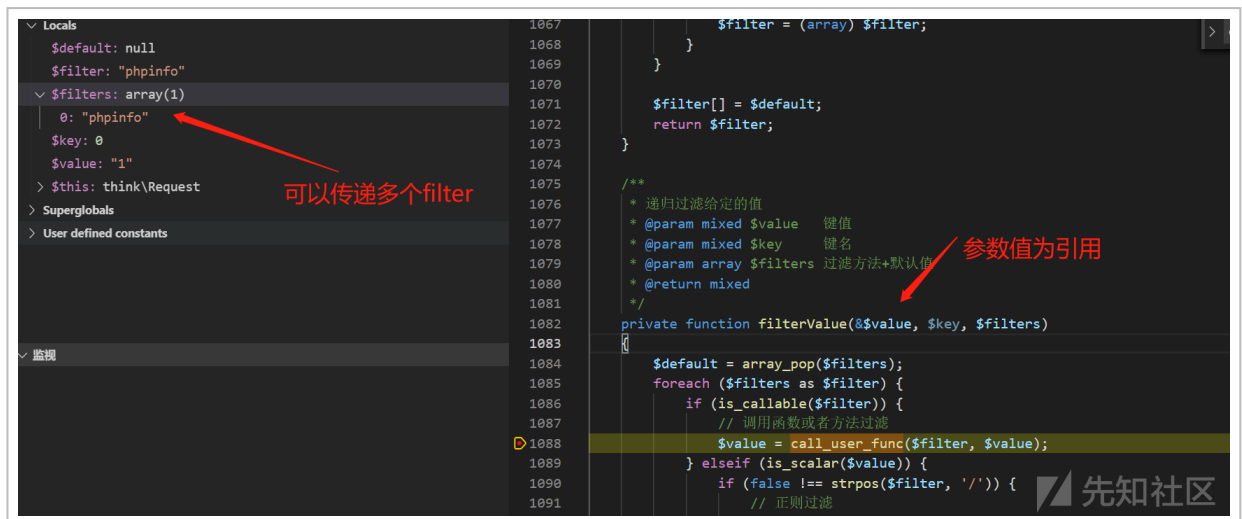 Locals
$default: null
$filter: "phpinfo"
$filters: array(1)
0: "phpinfo"
$key: 0
$value: "1"
$this: think\Request
Superglobals
User defined constants
监视
可以传递多个filter
1067 $filter = (array) $filter;
1068 }
1069 }
1070
1071 $filter[] = $default;
1072 return $filter;
1073 }
1074
1075 /**
1076 * 递归过滤给定的值
1077 * @param mixed $value 键值
1078 * @param mixed $key 键名
1079 * @param array $filters 过滤方法+默认值
1080 * @return mixed
1081 */
1082 private function filterValue(&$value, $key, $filters)
1083 {
1084 $default = array_pop($filters);
1085 foreach ($filters as $filter) {
1086 if (is_callable($filter)) {
1087 // 调用函数或者方法过滤
1088 $value = call_user_func($filter, $value);
1089 } elseif (is_scalar($value)) {
1090 if (false !== strpos($filter, '/')) {
1091 // 正则过滤
参数值为引用
先知社区